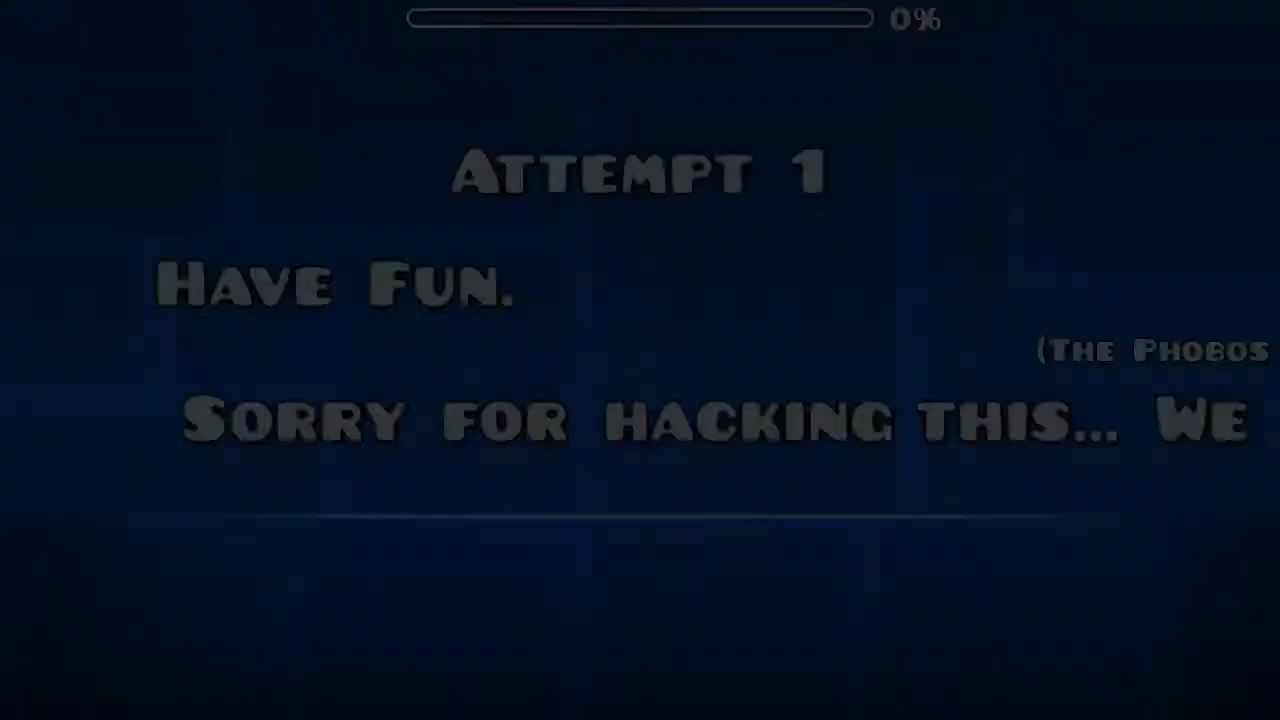 0%
Attempt 1
Have Fun.
(The Phobos
Sorry for hacking this... We